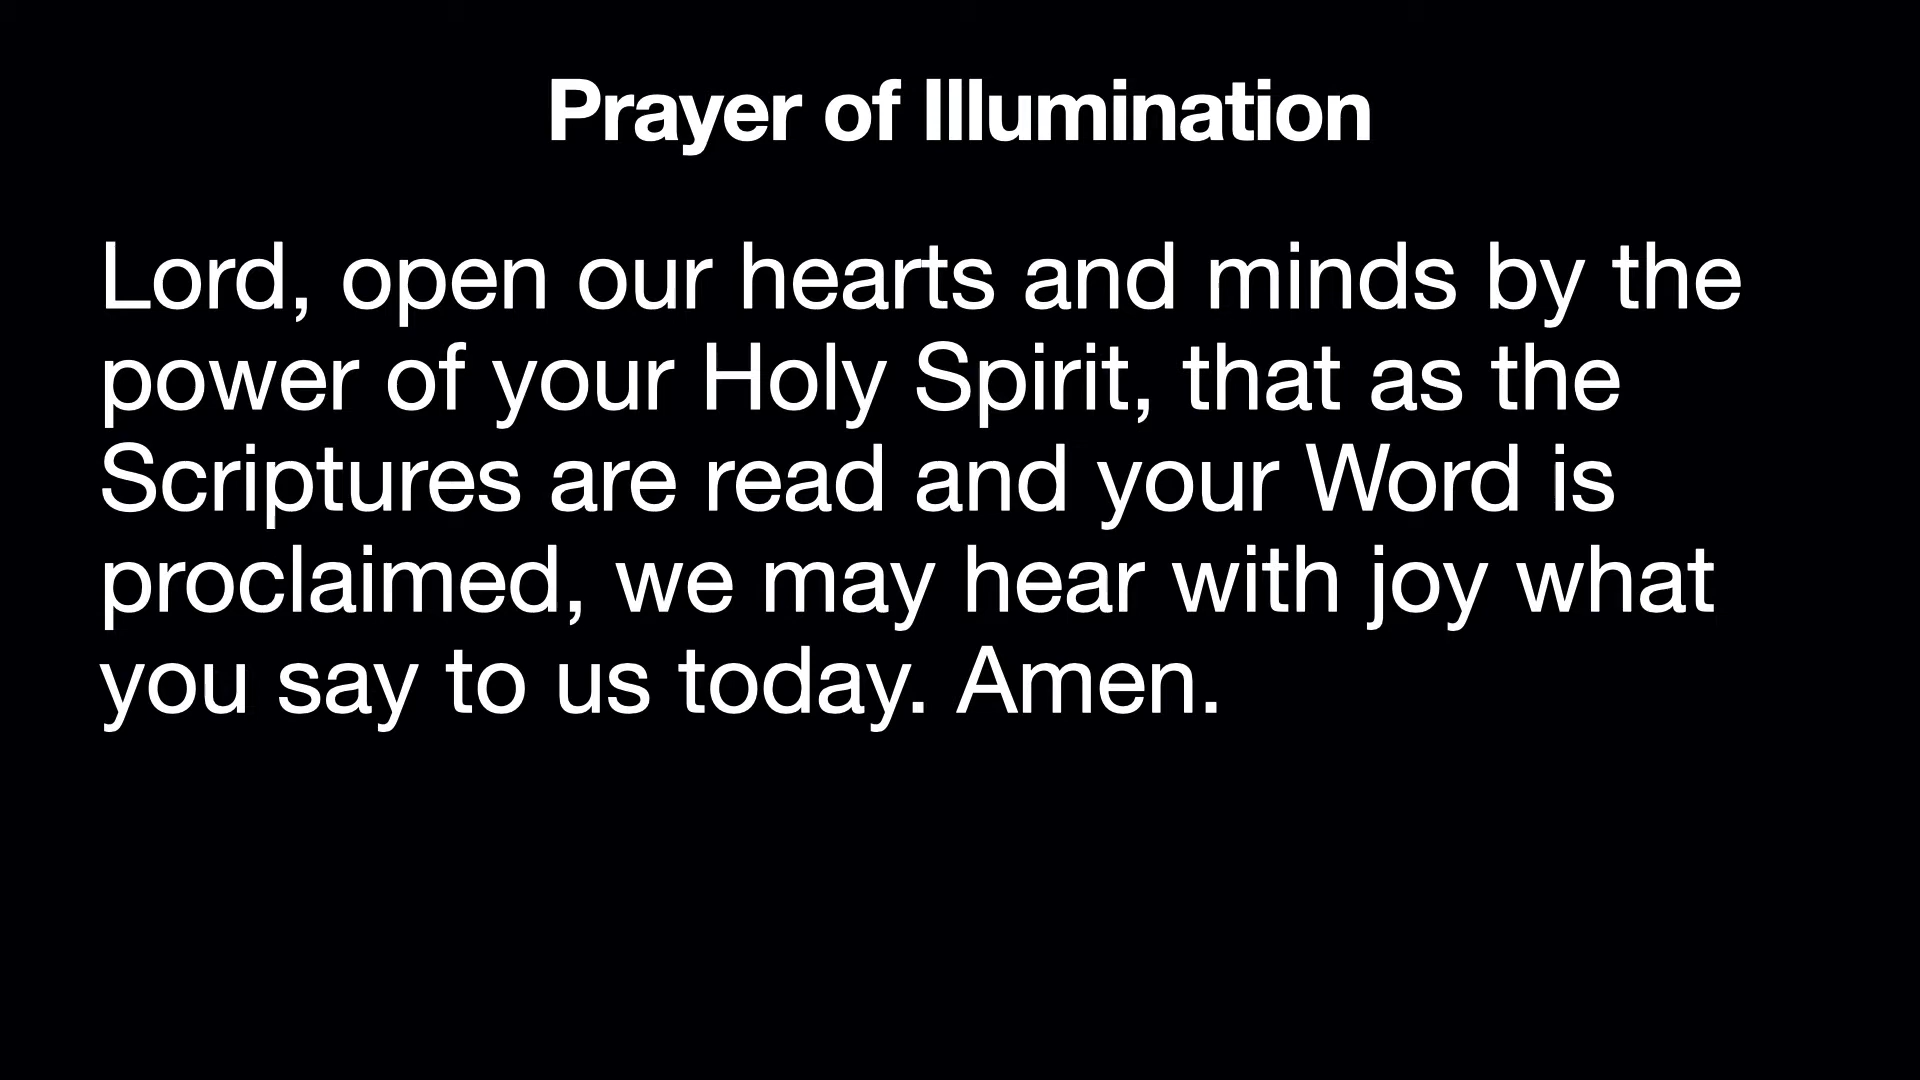 Prayer of Illumination
Lord, open our hearts and minds by the
power of your Holy Spirit, that as the
Scriptures are read and your Word is
proclaimed, we may hear with joy what
you say to us today. Amen.